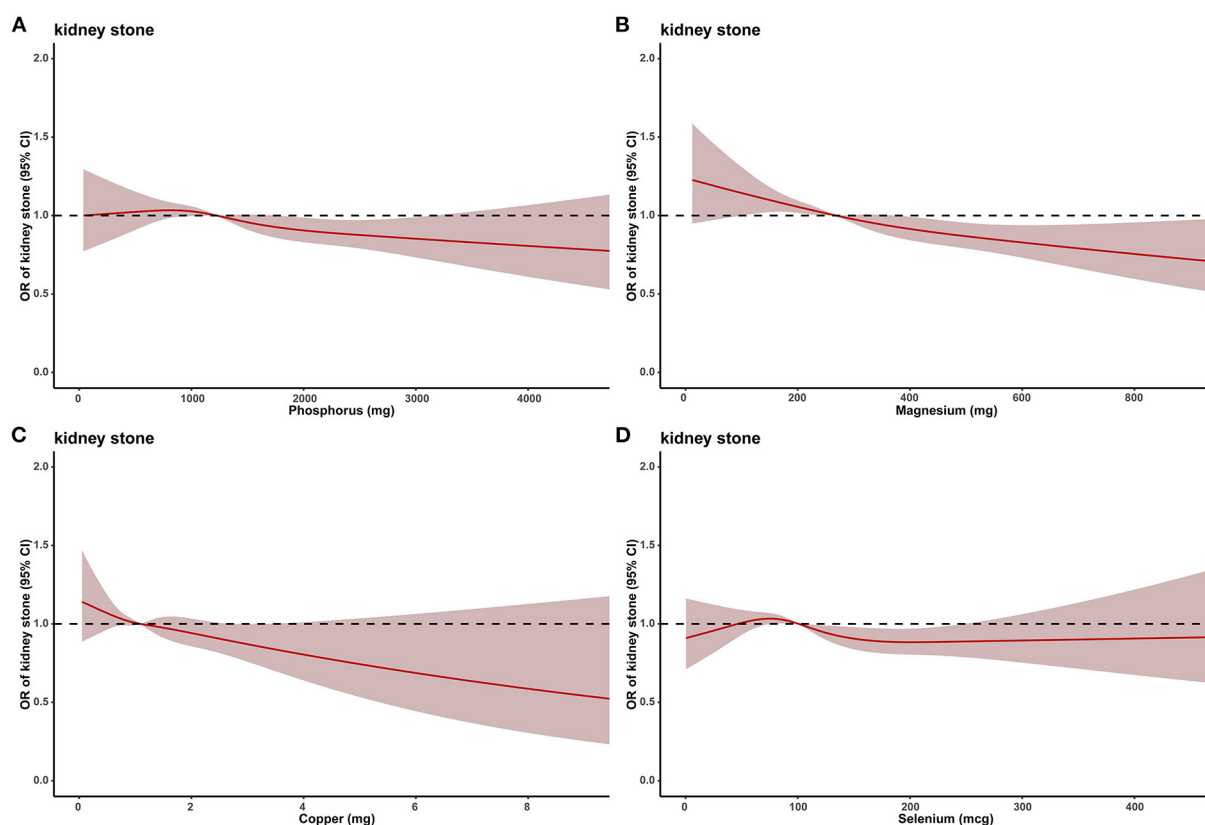 A
kidney stone
2.0
1.5
1.0
0.5
0.0
OR of kidney stone (95% CI)
0 1000 2000 3000 4000
Phosphorus (mg)
B
kidney stone
2.0
1.5
1.0
0.5
0.0
OR of kidney stone (95% CI)
0 200 400 600 800
Magnesium (mg)
C
kidney stone
2.0
1.5
1.0
0.5
0.0
OR of kidney stone (95% CI)
0 2 4 6 8
Copper (mg)
D
kidney stone
2.0
1.5
1.0
0.5
0.0
OR of kidney stone (95% CI)
0 100 200 400
Selenium (mcg)